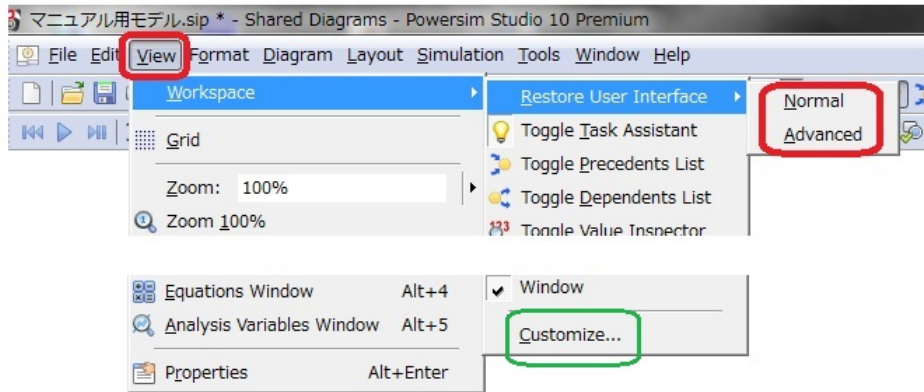 マニュアル用モデル.sip * - Shared Diagrams - Powersim Studio 10 Premium
File Edit View Format Diagram Layout Simulation Tools Window Help
Workspace
Restore User Interface
Normal
Grid
Toggle Task Assistant
Advanced
Toggle Precedents List
Zoom: 100%
Toggle Dependents List
Zoom 100%
123 Toggle Value Inspector
Equations Window Alt+4
Window
Analysis Variables Window Alt+5
Customize...
Properties Alt+Enter